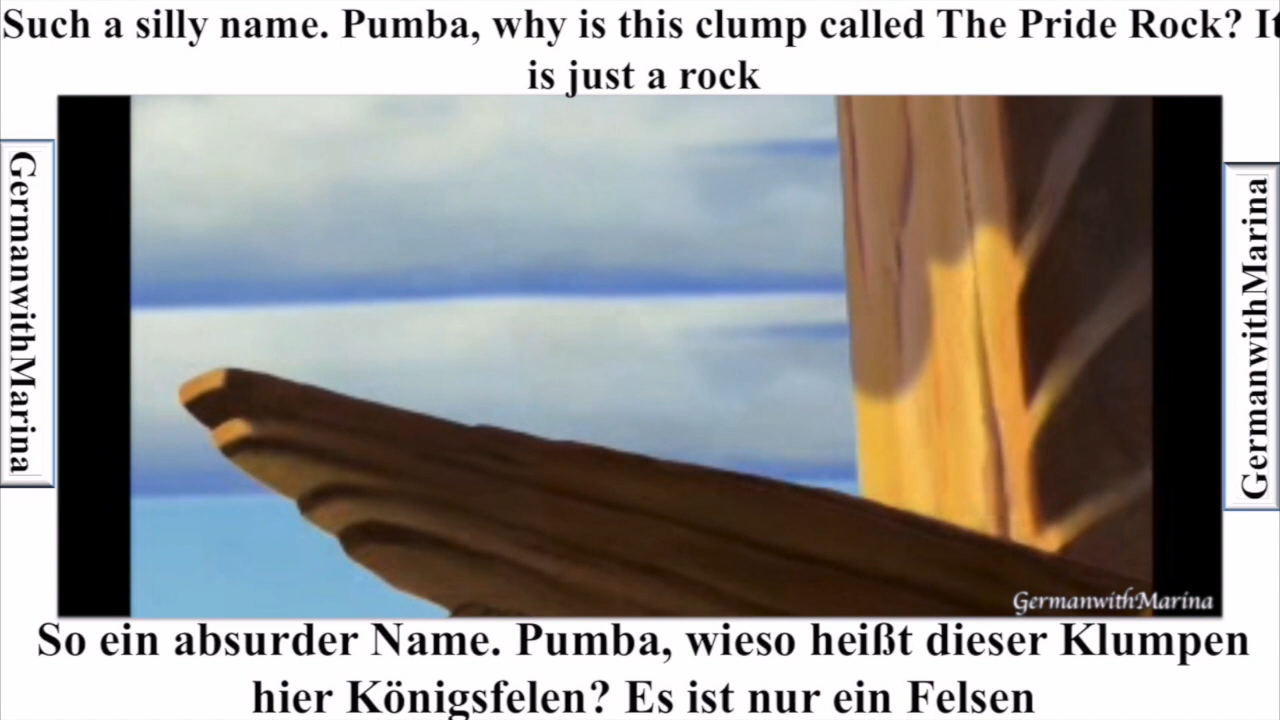 Such a silly name. Pumba, why is this clump called The Pride Rock? It
is just a rock
GermanwithMarina
GermanwithMarina
GermanwithMarina
So ein absurder Name. Pumba, wieso heißt dieser Klumpen
hier Königsfelen? Es ist nur ein Felsen